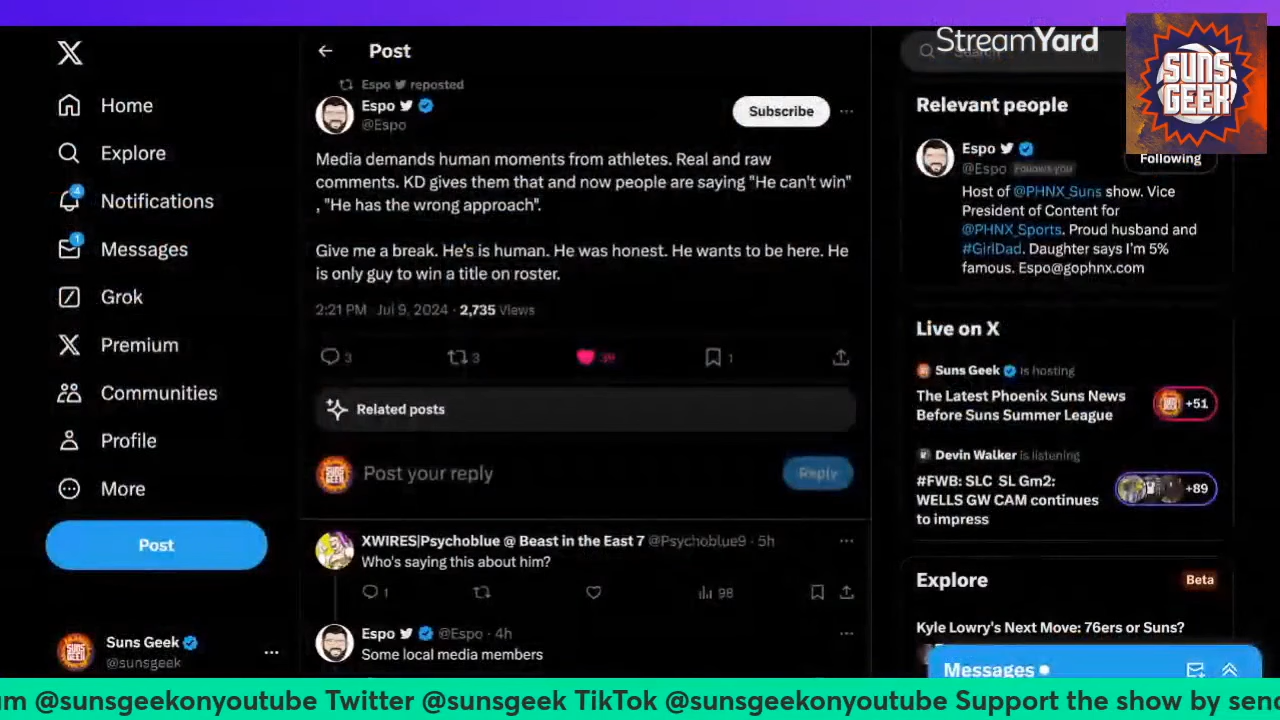 StreamYard
SUNS
GEEK
Home
Explore
4
Notifications
1
Messages
Grok
Premium
Communities
Profile
More
Post
Suns Geek
@sunsgeek
Post
Espo reposted
Espo
@Espo
Subscribe
Media demands human moments from athletes. Real and raw
comments. KD gives them that and now people are saying "He can't win"
, "He has the wrong approach".
Give me a break. He's is human. He was honest. He wants to be here. He
is only guy to win a title on roster.
2:21 PM · Jul 9, 2024 · 2,735 Views
3
3
39
1
Related posts
Post your reply
Reply
XWIRES|Psychoblue @ Beast in the East 7 @Psychoblue9 · 5h
Who's saying this about him?
1
98
Espo @Espo · 4h
Some local media members
Search
Relevant people
Espo
@Espo Follows you
Following
Host of @PHNX_Suns show. Vice
President of Content for
@PHNX_Sports. Proud husband and
#GirlDad. Daughter says I'm 5%
famous. Espo@gophnx.com
Live on X
Suns Geek is hosting
The Latest Phoenix Suns News
Before Suns Summer League
+51
Devin Walker is listening
#FWB: SLC SL Gm2:
WELLS GW CAM continues
to impress
+89
Explore
Beta
Kyle Lowry's Next Move: 76ers or Suns?
Messages
um @sunsgeekonyoutube Twitter @sunsgeek TikTok @sunsgeekonyoutube Support the show by send